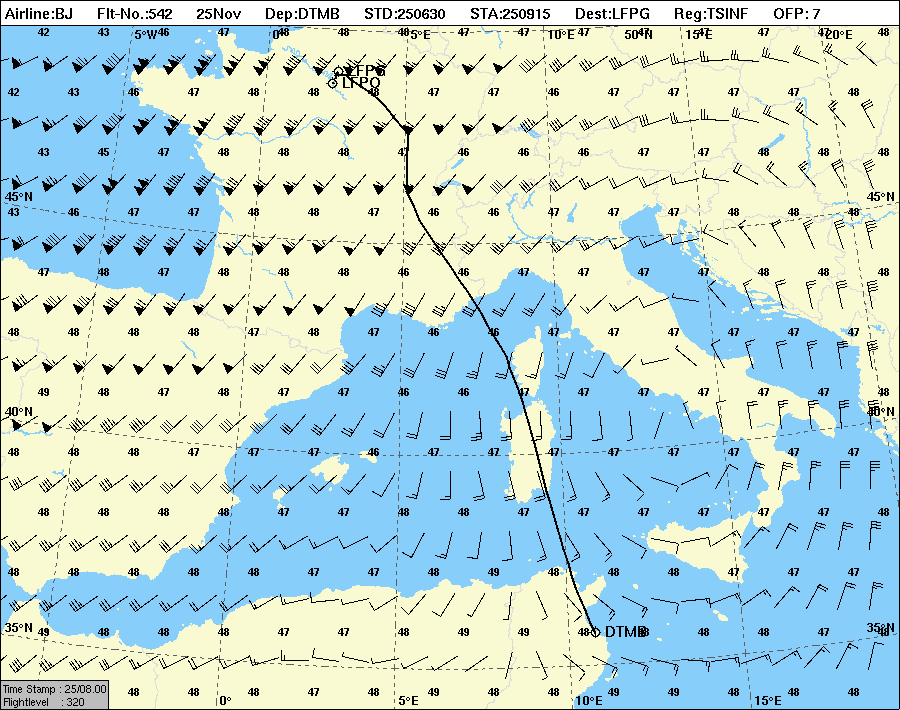 Airline:BJ Flt-No.:542 25Nov Dep:DTMB STD:250630 STA:250915 Dest:LFPG Reg:TSINF OFP: 7
42 43 5°W 48 0° 48 48 5°E 48 47 10°E 50°N 15°E 20°E 48
LFPG
LFPO
42 43 46 48 48 48 47 47 46 47 47 47 47 48
43 45 46 48 48 48 46 47 48 48 47 48 48 48
45°N 45°N
43 46 47 48 48 48 48 46 47 48 48 47 48 48 48
47 48 47 48 48 48 46 46 47 47 48 48 48 48 48
48 48 48 48 47 48 47 46 46 47 48 47 47 47 48
49 48 48 48 47 47 46 46 46 47 47 46 47 47
40°N 40°N
48 48 48 48 47 47 46 47 47 47 47 47 47 47 47
48 48 48 48 47 47 48 48 47 47 47 47 47 47 48
48 48 48 48 48 47 47 48 49 48 48 48 47 47 47
35°N DTMB 35°N
49 48 48 48 47 47 48 48 49 48 48 47 47 48
Time Stamp : 25/08.00
Flightlevel : 320
48 48 0° 47 47 48 5°E 48 48 10°E 49 49 48 15°E 48 48